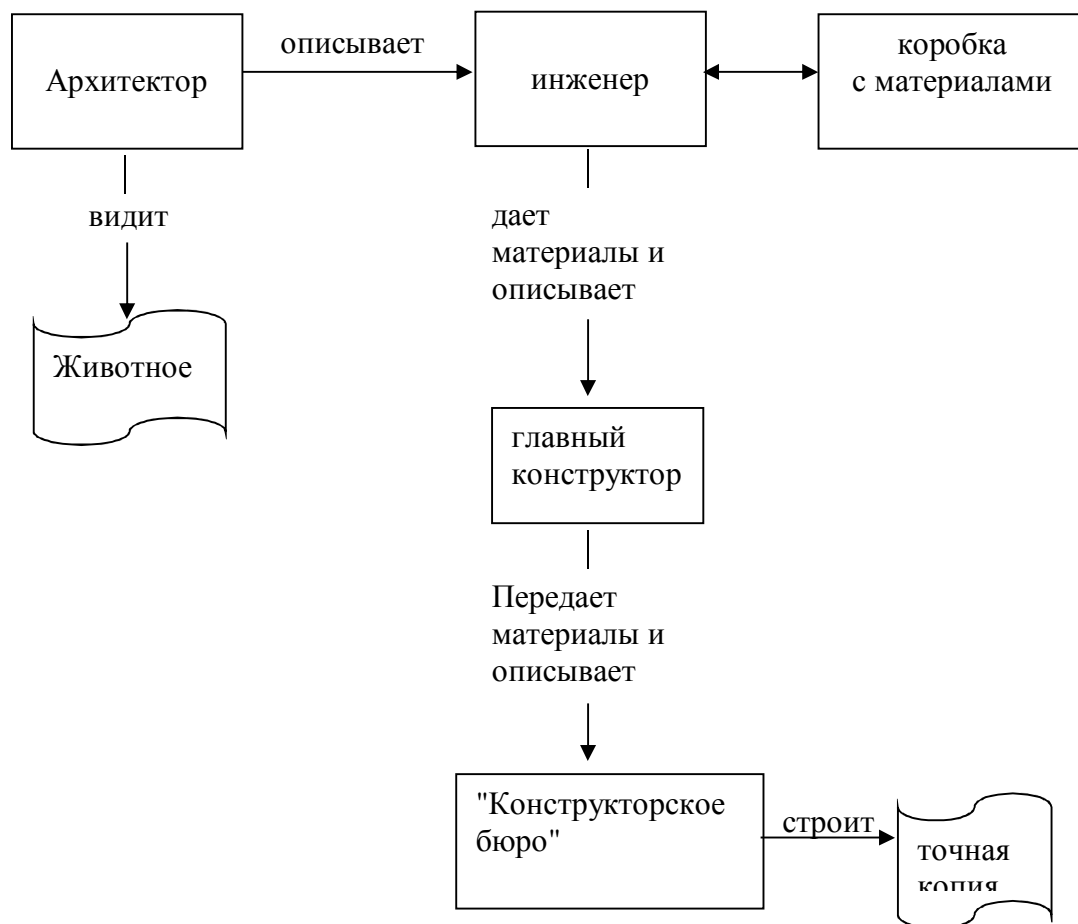 описывает
Архитектор
инженер
коробка
с материалами
видит
дает
материалы и
описывает
Животное
главный
конструктор
Передает
материалы и
описывает
"Конструкторское
бюро"
строит
точная
копия